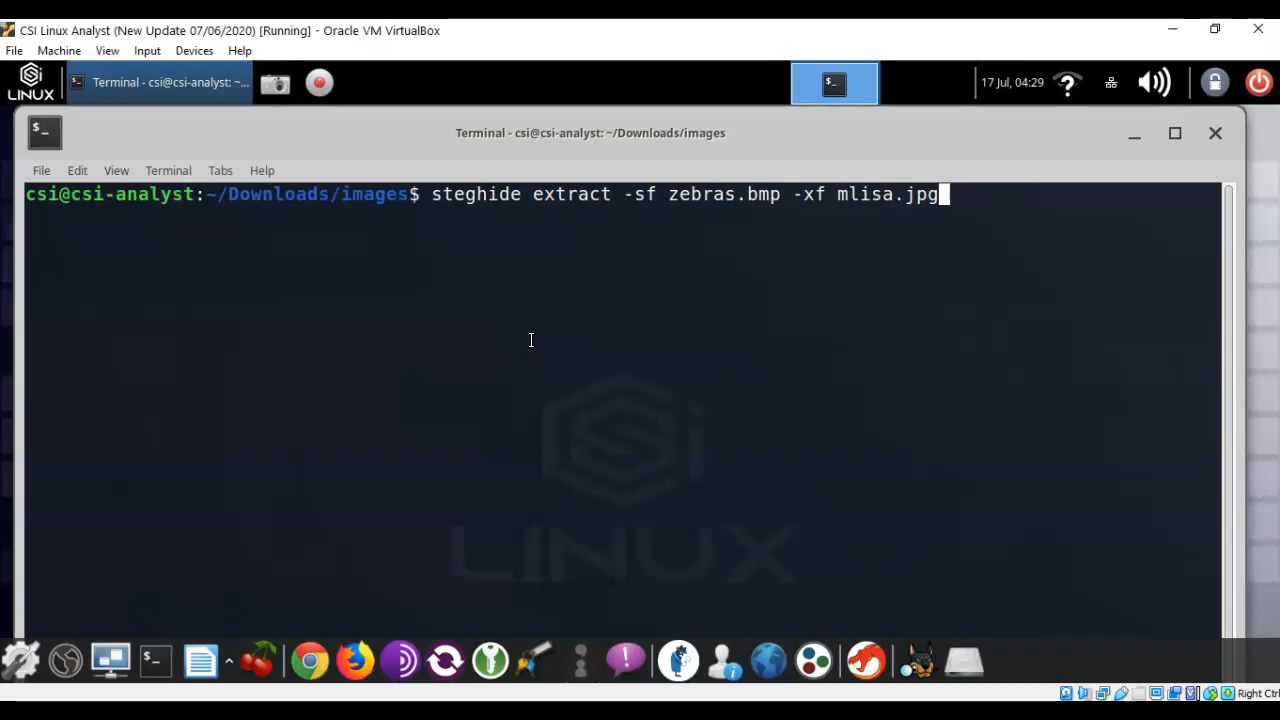 CSI Linux Analyst (New Update 07/06/2020) [Running] - Oracle VM VirtualBox
File Machine View Input Devices Help
LINUX
Terminal - csi@csi-analyst: ~...
17 Jul, 04:29
Terminal - csi@csi-analyst: ~/Downloads/images
File Edit View Terminal Tabs Help
csi@csi-analyst:~/Downloads/images$ steghide extract -sf zebras.bmp -xf mlisa.jpg
CSi
LINUX
Right Ctrl